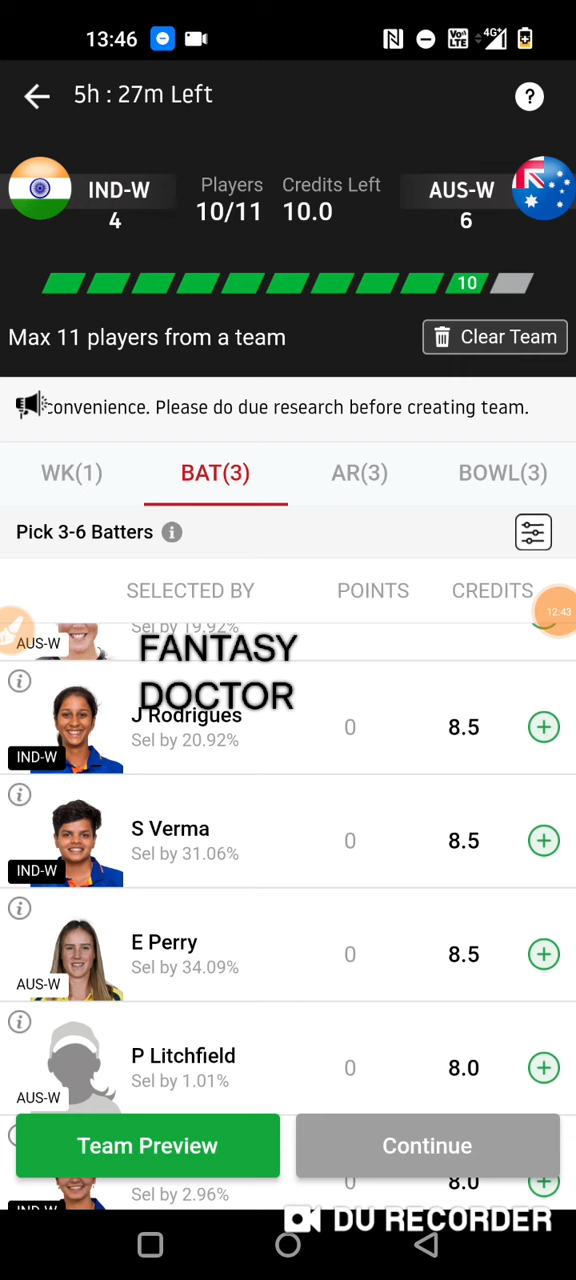 13:46
Vo)) LTE
4G+
5h : 27m Left
?
IND-W
Players
Credits Left
AUS-W
4
10/11
10.0
6
10
Max 11 players from a team
Clear Team
convenience. Please do due research before creating team.
WK(1)
BAT(3)
AR(3)
BOWL(3)
Pick 3-6 Batters
SELECTED BY
POINTS
CREDITS
12:43
AUS-W
Sel by 19.92%
FANTASY
DOCTOR
J Rodrigues
Sel by 20.92%
0
8.5
IND-W
S Verma
Sel by 31.06%
0
8.5
IND-W
E Perry
Sel by 34.09%
0
8.5
AUS-W
P Litchfield
Sel by 1.01%
0
8.0
AUS-W
Team Preview
Continue
Sel by 2.96%
0
8.0
IND-W
DU RECORDER